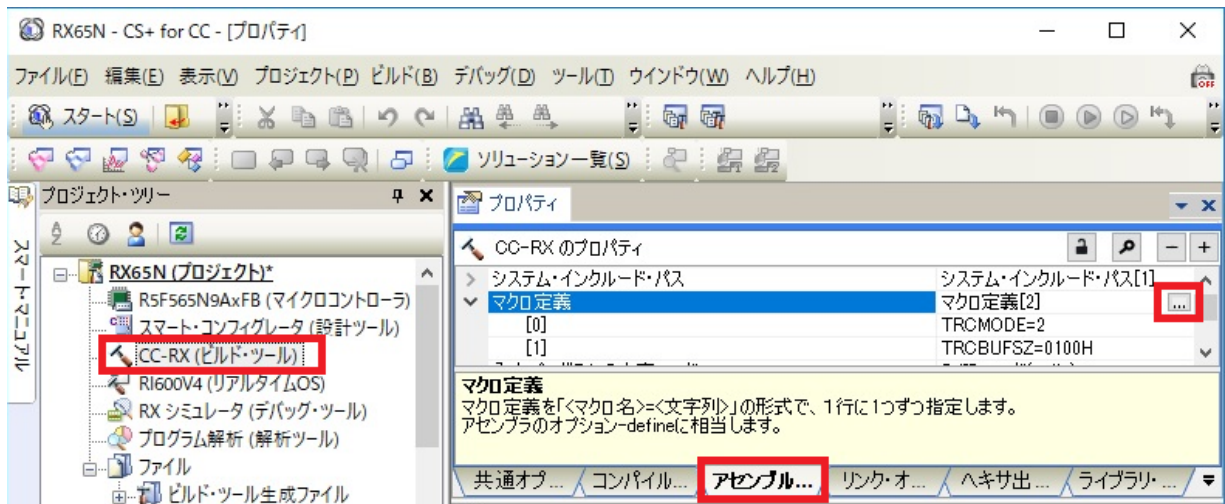 RX65N - CS+ for CC - [プロパティ]
ファイル(F) 編集(E) 表示(V) プロジェクト(P) ビルド(B) デバッグ(D) ツール(T) ウインドウ(W) ヘルプ(H)
OFF
スタート(S)
ソリューション一覧(S)
スマート・マニュアル
プロジェクト・ツリー
RX65N (プロジェクト)*
R5F565N9AxFB (マイクロコントローラ)
スマート・コンフィグレータ (設計ツール)
CC-RX (ビルド・ツール)
RI600V4 (リアルタイムOS)
RX シミュレータ (デバッグ・ツール)
プログラム解析 (解析ツール)
ファイル
ビルド・ツール生成ファイル
プロパティ
CC-RX のプロパティ
システム・インクルード・パス システム・インクルード・パス[1]
マクロ定義 マクロ定義[2] ...
[0] TRCMODE=2
[1] TRCBUFSZ=0100H
マクロ定義
マクロ定義を「<マクロ名>=<文字列>」の形式で、1行に1つずつ指定します。
アセンブラのオプション-defineに相当します。
共通オプ... コンパイル... アセンブル... リンク・オ... ヘキサ出... ライブラリ・...